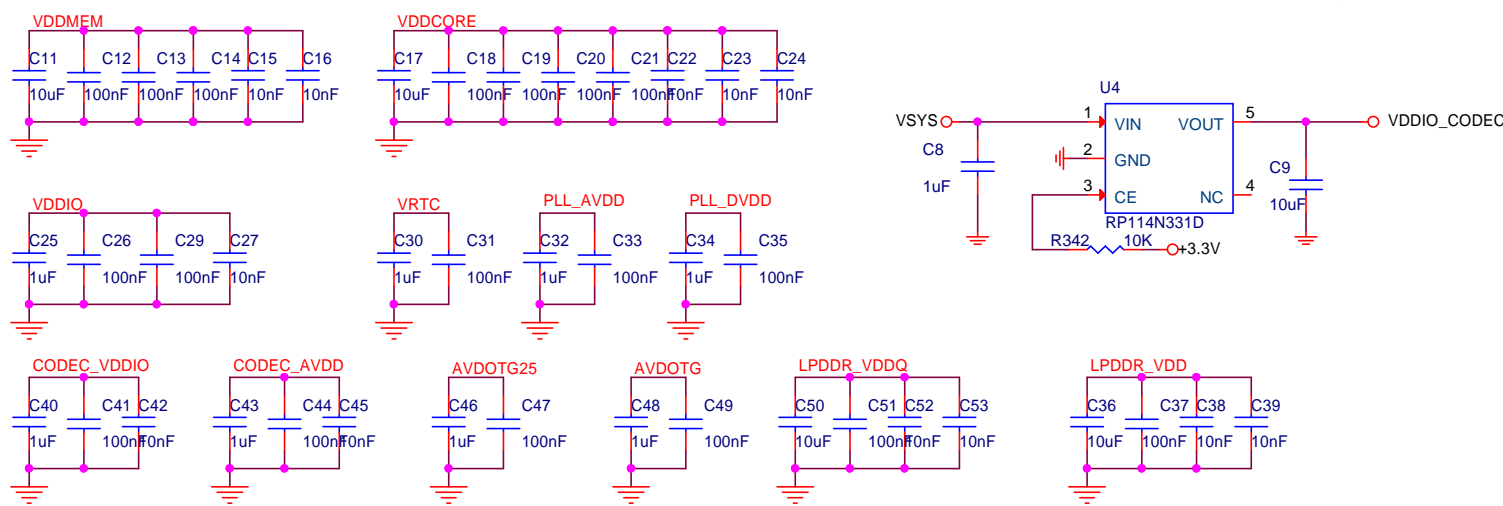 VDDMEM
C11 C12 C13 C14 C15 C16
10uF 100nF 100nF 100nF 10nF 10nF
VDDCORE
C17 C18 C19 C20 C21 C22 C23 C24
10uF 100nF 100nF 100nF 100nF 10nF 10nF 10nF
U4
VSYS
1 VIN VOUT 5
VDDIO_CODEC
2 GND
3 CE NC 4
C8
1uF
C9
10uF
RP114N331D
R342 10K
+3.3V
VDDIO
C25 C26 C29 C27
1uF 100nF 100nF 10nF
VRTC
C30 C31
1uF 100nF
PLL_AVDD
C32 C33
1uF 100nF
PLL_DVDD
C34 C35
1uF 100nF
CODEC_VDDIO
C40 C41 C42
1uF 100nF 10nF
CODEC_AVDD
C43 C44 C45
1uF 100nF 10nF
AVDOTG25
C46 C47
1uF 100nF
AVDOTG
C48 C49
1uF 100nF
LPDDR_VDDQ
C50 C51 C52 C53
10uF 100nF 10nF 10nF
LPDDR_VDD
C36 C37 C38 C39
10uF 100nF 10nF 10nF